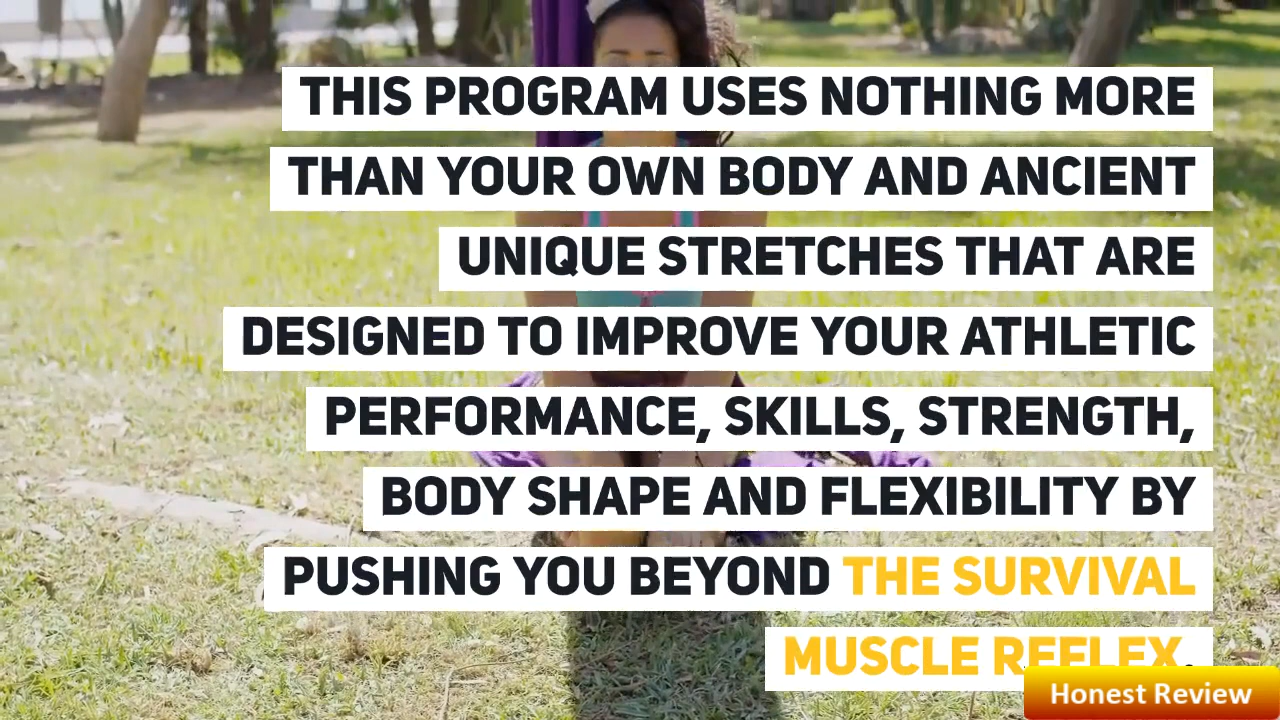 THIS PROGRAM USES NOTHING MORE
THAN YOUR OWN BODY AND ANCIENT
UNIQUE STRETCHES THAT ARE
DESIGNED TO IMPROVE YOUR ATHLETIC
PERFORMANCE, SKILLS, STRENGTH,
BODY SHAPE AND FLEXIBILITY BY
PUSHING YOU BEYOND THE SURVIVAL
MUSCLE REFLEX.
Honest Review